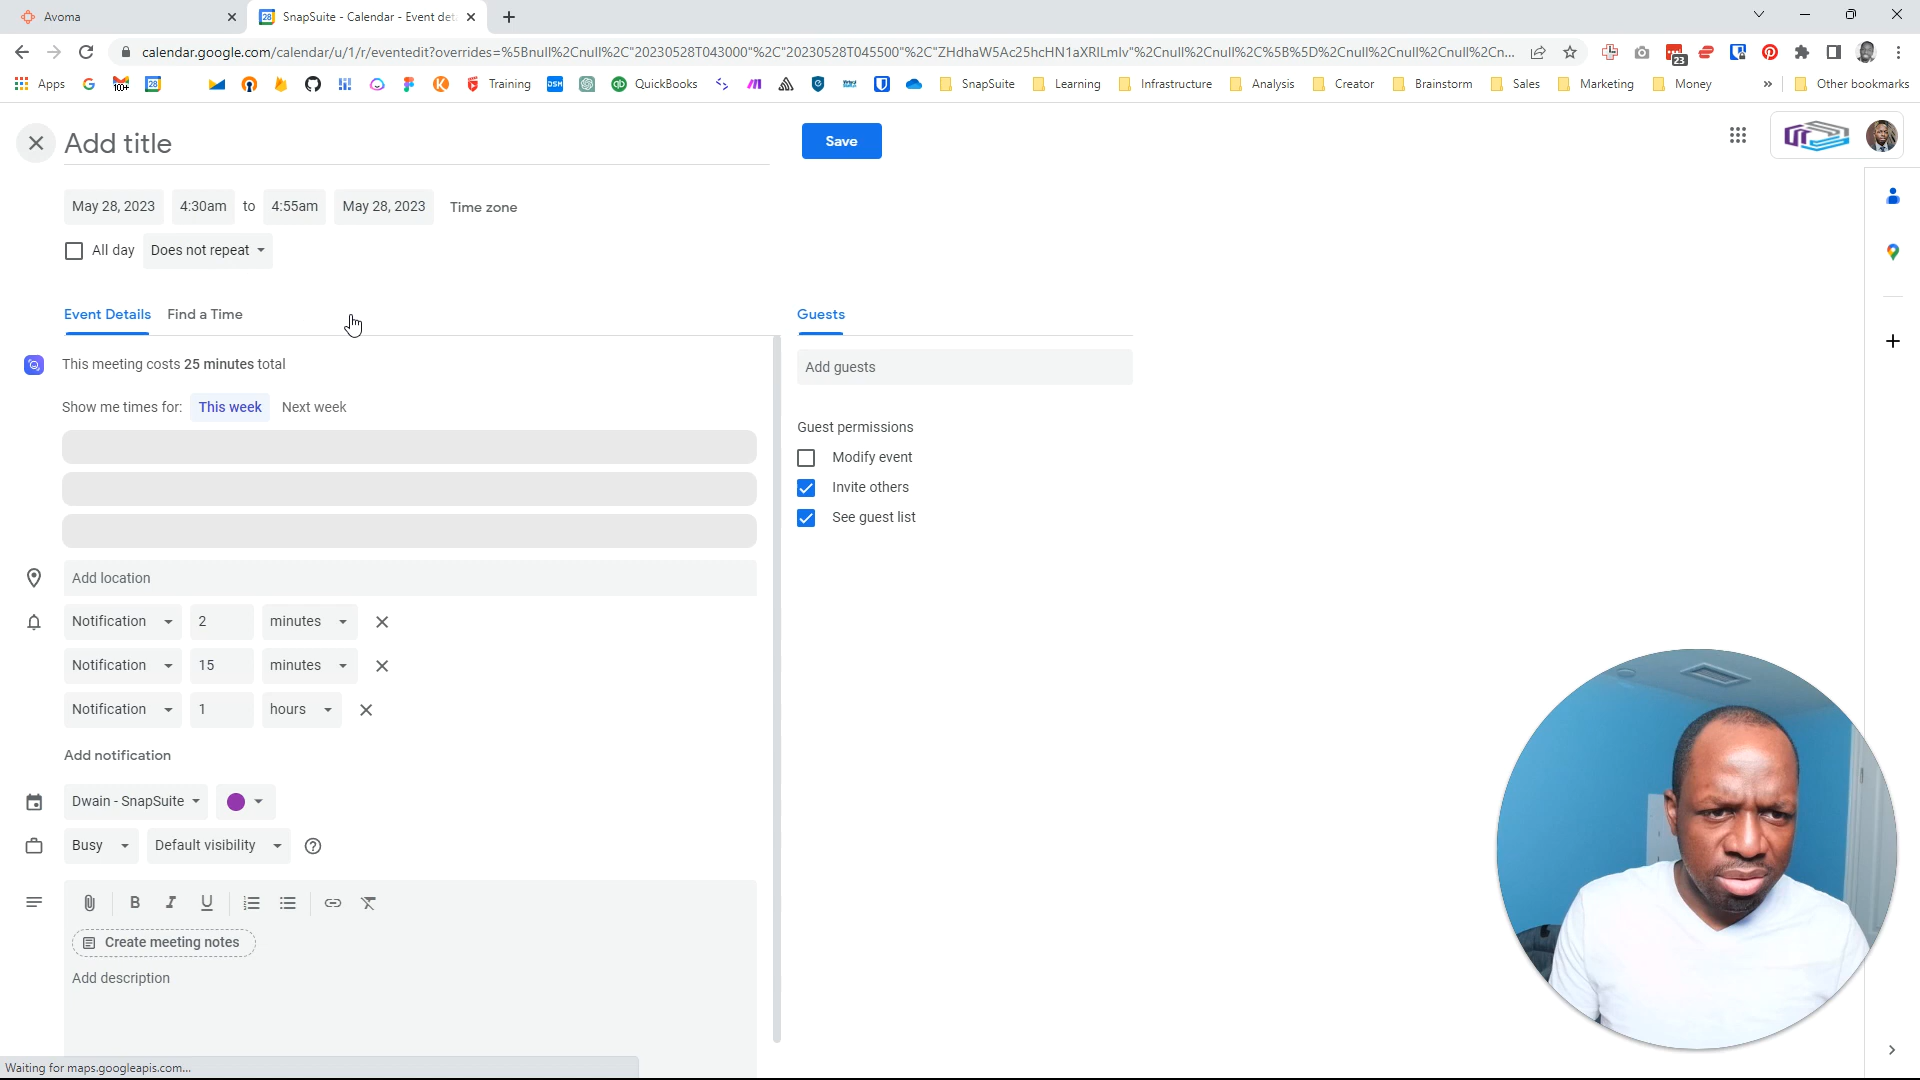 Avoma
SnapSuite - Calendar - Event det
calendar.google.com/calendar/u/1/r/eventedit?overrides=%5Bnull%2Cnull%2C"20230528T043000"%2C"20230528T045500"%2C"ZHdhaW5Ac25hcHN1aXRlLmlv"%2Cnull%2Cnull%2C%5B%5D%2Cnull%2Cnull%2Cnull%2Cn...
23
Apps
100+
28
Training
DSM
QuickBooks
SnapSuite
Learning
Infrastructure
Analysis
Creator
Brainstorm
Sales
Marketing
Money
»
Other bookmarks
Add title
Save
May 28, 2023
4:30am
to
4:55am
May 28, 2023
Time zone
All day
Does not repeat
Event Details
Find a Time
Guests
This meeting costs 25 minutes total
Add guests
Show me times for:
This week
Next week
Guest permissions
Modify event
Invite others
See guest list
Add location
Notification
2
minutes
Notification
15
minutes
Notification
1
hours
Add notification
Dwain - SnapSuite
Busy
Default visibility
B
I
U
Create meeting notes
Add description
Waiting for maps.googleapis.com...